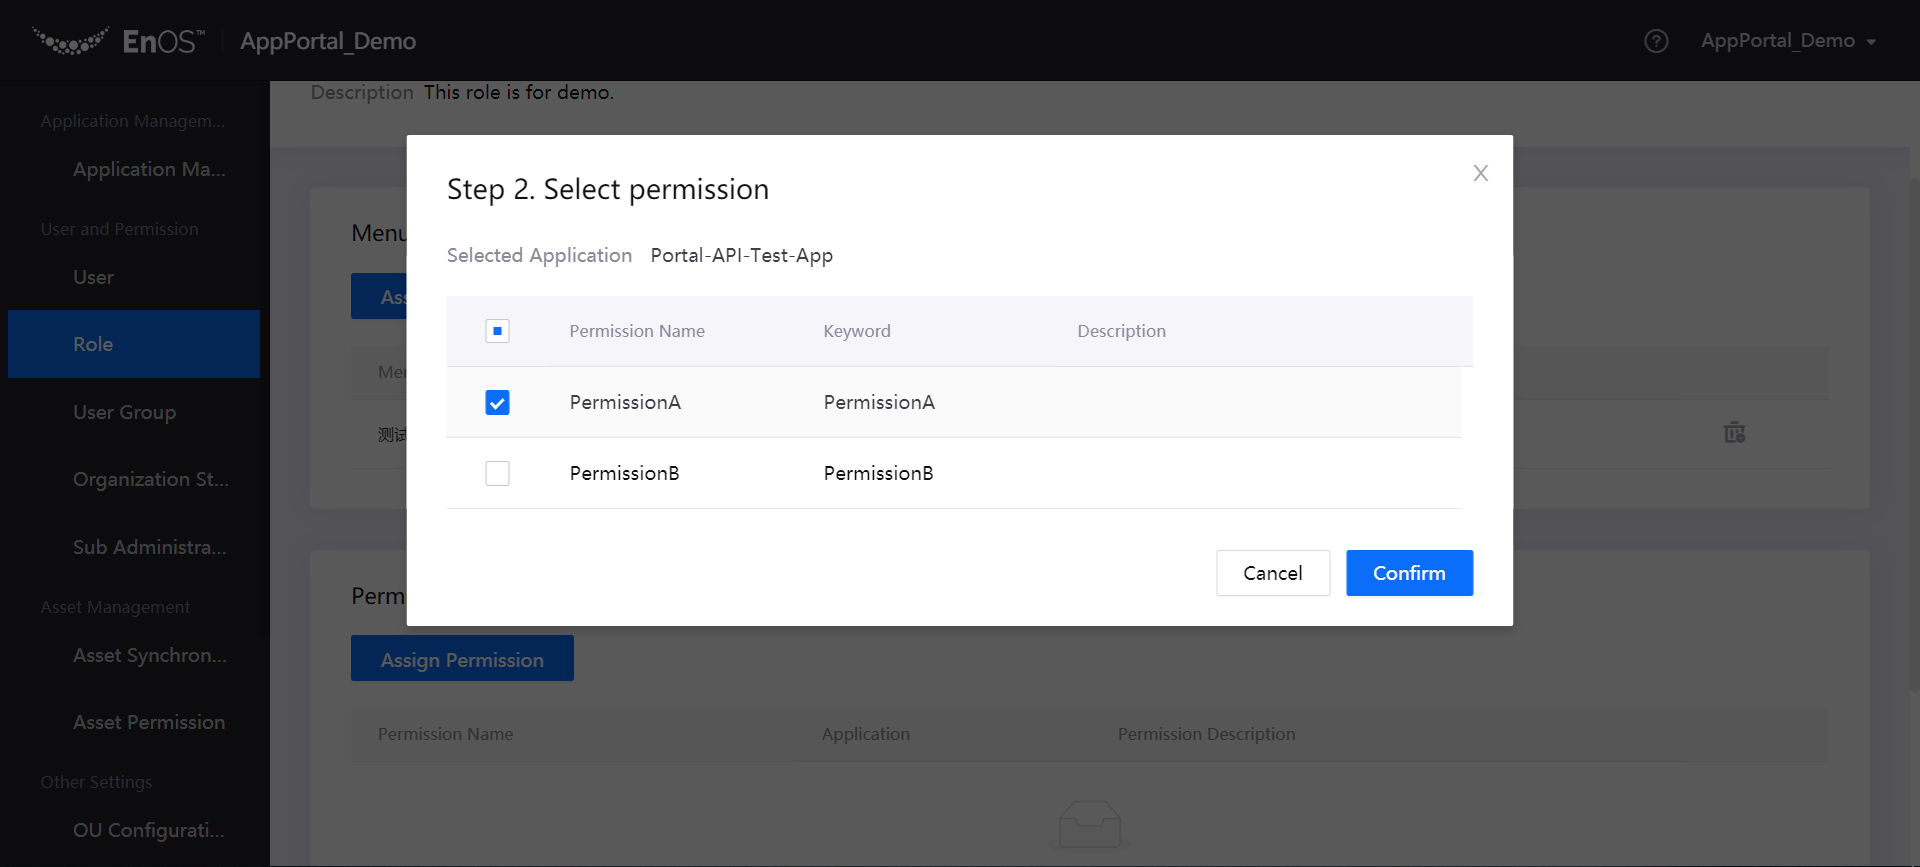 EnOS™ AppPortal_Demo
AppPortal_Demo
Application Managem...
Application Ma...
User and Permission
User
Role
User Group
Organization St...
Sub Administra...
Asset Management
Asset Synchron...
Asset Permission
Other Settings
OU Configurati...
Description This role is for demo.
Menu
Ass
Mer
测试
Step 2. Select permission
X
Selected Application Portal-API-Test-App
Permission Name Keyword Description
PermissionA PermissionA
PermissionB PermissionB
Cancel Confirm
Perm
Assign Permission
Permission Name Application Permission Description